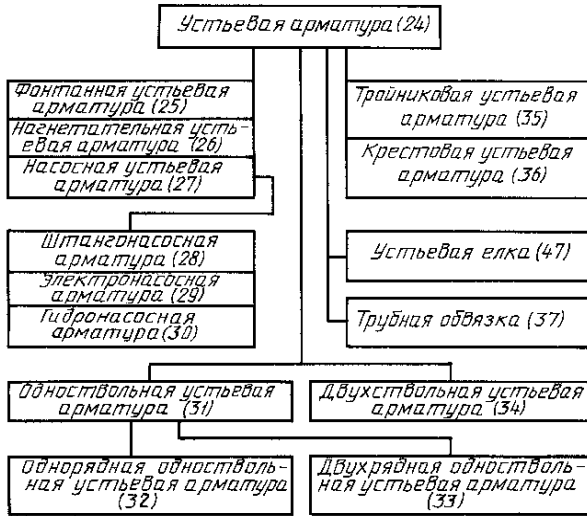 Устьевая арматура (24)
Фонтанная устьевая
арматура (25)
Нагнетательная усть-
евая арматура (26)
Насосная устьевая
арматура (27)
Тройниковая устьевая
арматура (35)
Крестовая устьевая
арматура (36)
Штангонасосная
арматура (28)
Электронасосная
арматура (29)
Гидронасосная
арматура (30)
Устьевая елка (47)
Трубная обвязка (37)
Одноствольная устьевая
арматура (31)
Двухствольная устьевая
арматура (34)
Однорядная одностволь-
ная устьевая арматура
(32)
Двухрядная одностволь-
ная устьевая арматура
(33)